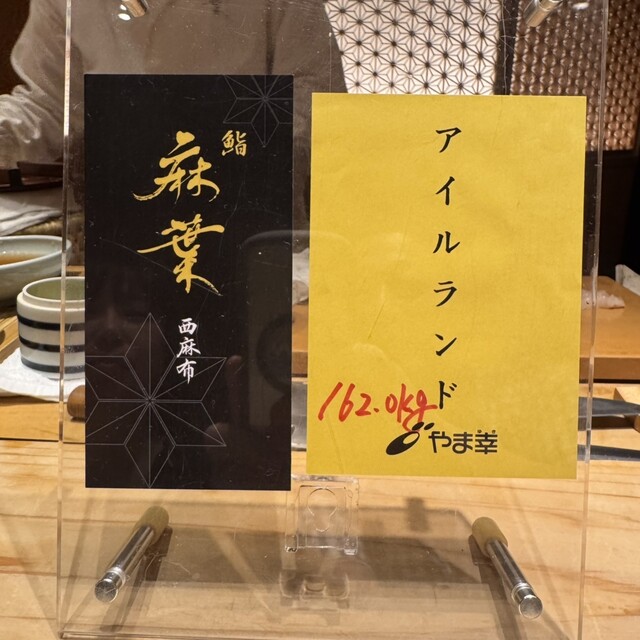 鮨
麻葉
西麻布
アイルランド
162.0kg
やま幸